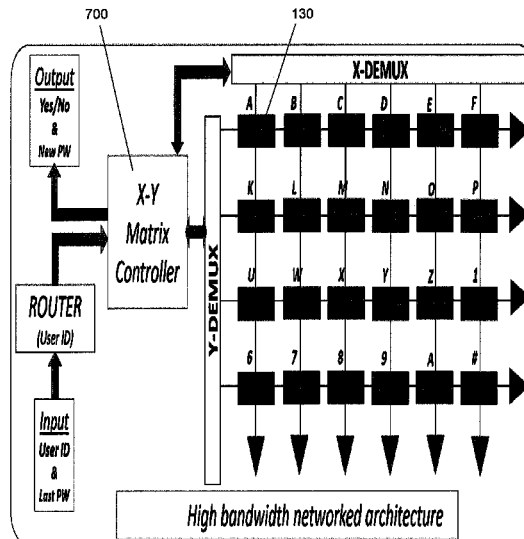 700
130
Output
Yes/No
&
New PW
X-DEMUX
A B C D E F
X-Y
Matrix
Controller
Y-DEMUX
K L M N O P
ROUTER
(User ID)
U W X Y Z 1
6 7 8 9 A #
Input
User ID
&
Last PW
High bandwidth networked architecture